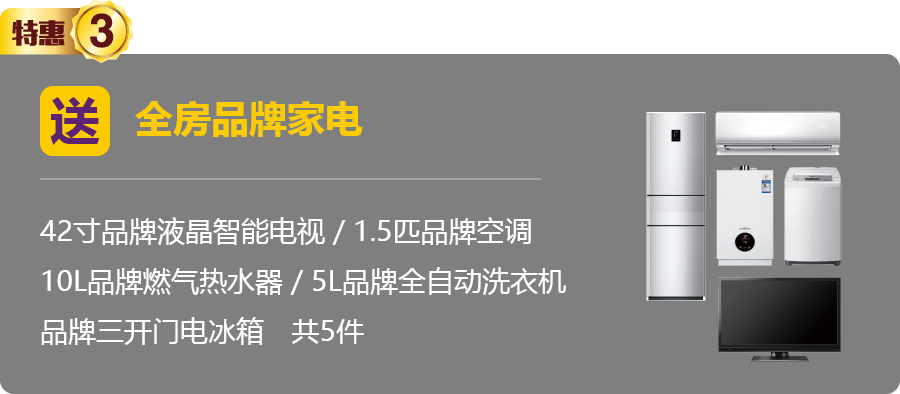 特惠 3
送 全房品牌家电
42寸品牌液晶智能电视 / 1.5匹品牌空调
10L品牌燃气热水器 / 5L品牌全自动洗衣机
品牌三开门电冰箱 共5件